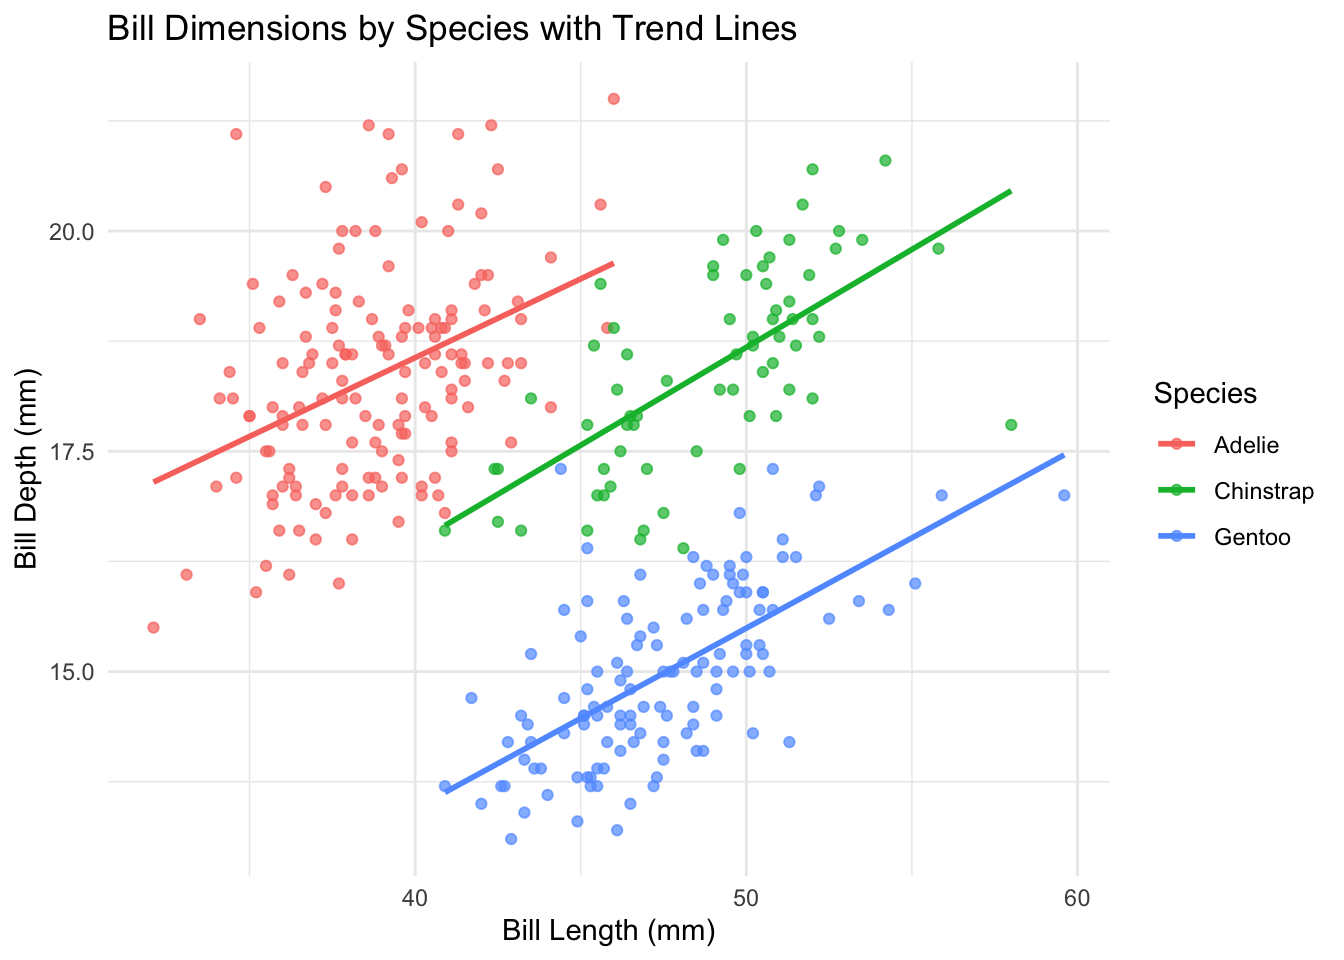 Bill Dimensions by Species with Trend Lines
Bill Depth (mm)
20.0
17.5
15.0
40
50
60
Bill Length (mm)
Species
Adelie
Chinstrap
Gentoo